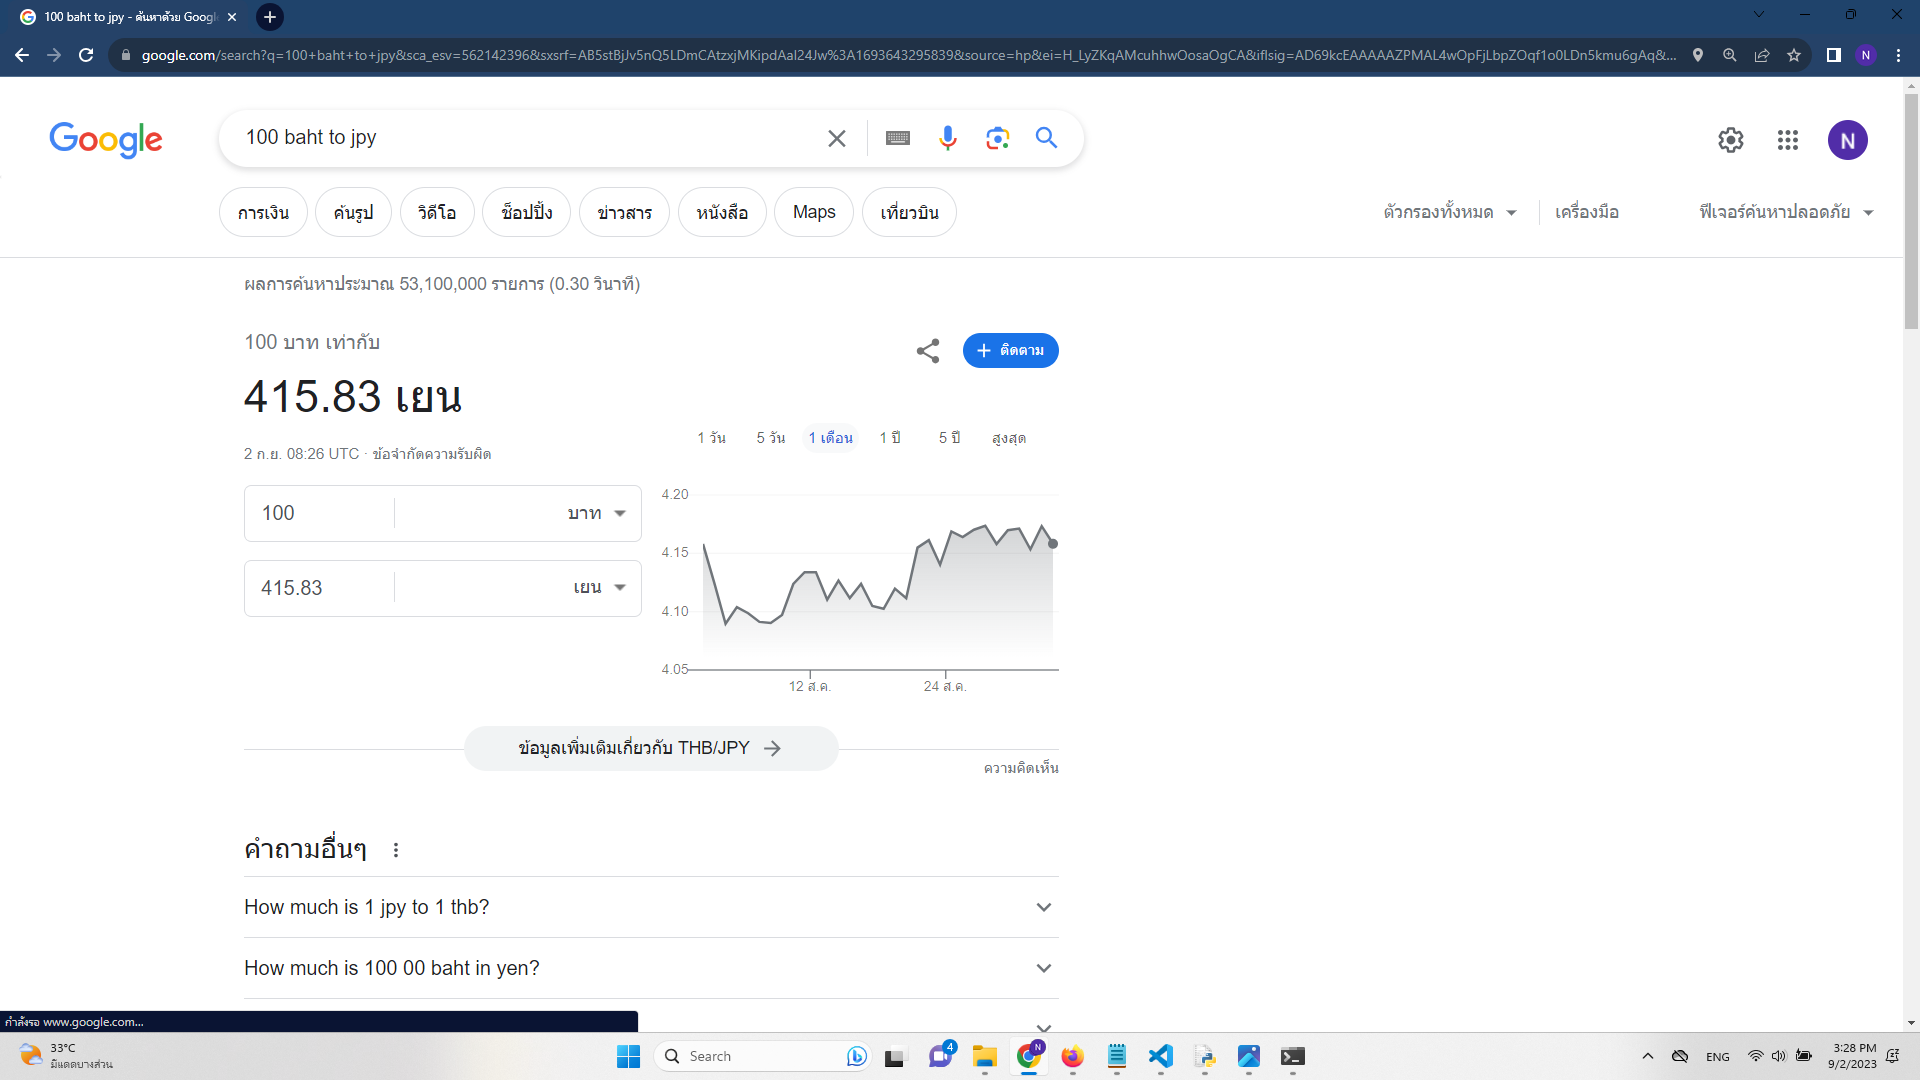 100 baht to jpy - ค้นหาด้วย Googl
google.com/search?q=100+baht+to+jpy&sca_esv=562142396&sxsrf=AB5stBjJv5nQ5LDmCAtzxjMKipdAal24Jw%3A1693643295839&source=hp&ei=H_LyZKqAMcuhhwOosaOgCA&iflsig=AD69kcEAAAAAZPMAL4wOpFjLbpZOqf1o0LDn5kmu6gAq&...
N
Google
100 baht to jpy
N
การเงิน
ค้นรูป
วิดีโอ
ช็อปปิ้ง
ข่าวสาร
หนังสือ
Maps
เที่ยวบิน
ตัวกรองทั้งหมด
เครื่องมือ
ฟีเจอร์ค้นหาปลอดภัย
ผลการค้นหาประมาณ 53,100,000 รายการ (0.30 วินาที)
100 บาท เท่ากับ
ติดตาม
415.83 เยน
2 ก.ย. 08:26 UTC · ข้อจำกัดความรับผิด
1 วัน
5 วัน
1 เดือน
1 ปี
5 ปี
สูงสุด
100
บาท
415.83
เยน
4.20
4.15
4.10
4.05
12 ส.ค.
24 ส.ค.
ข้อมูลเพิ่มเติมเกี่ยวกับ THB/JPY
ความคิดเห็น
คำถามอื่นๆ
How much is 1 jpy to 1 thb?
How much is 100 00 baht in yen?
กำลังรอ www.google.com...
33°C
มีแดดบางส่วน
Search
4
N
ENG
3:28 PM
9/2/2023